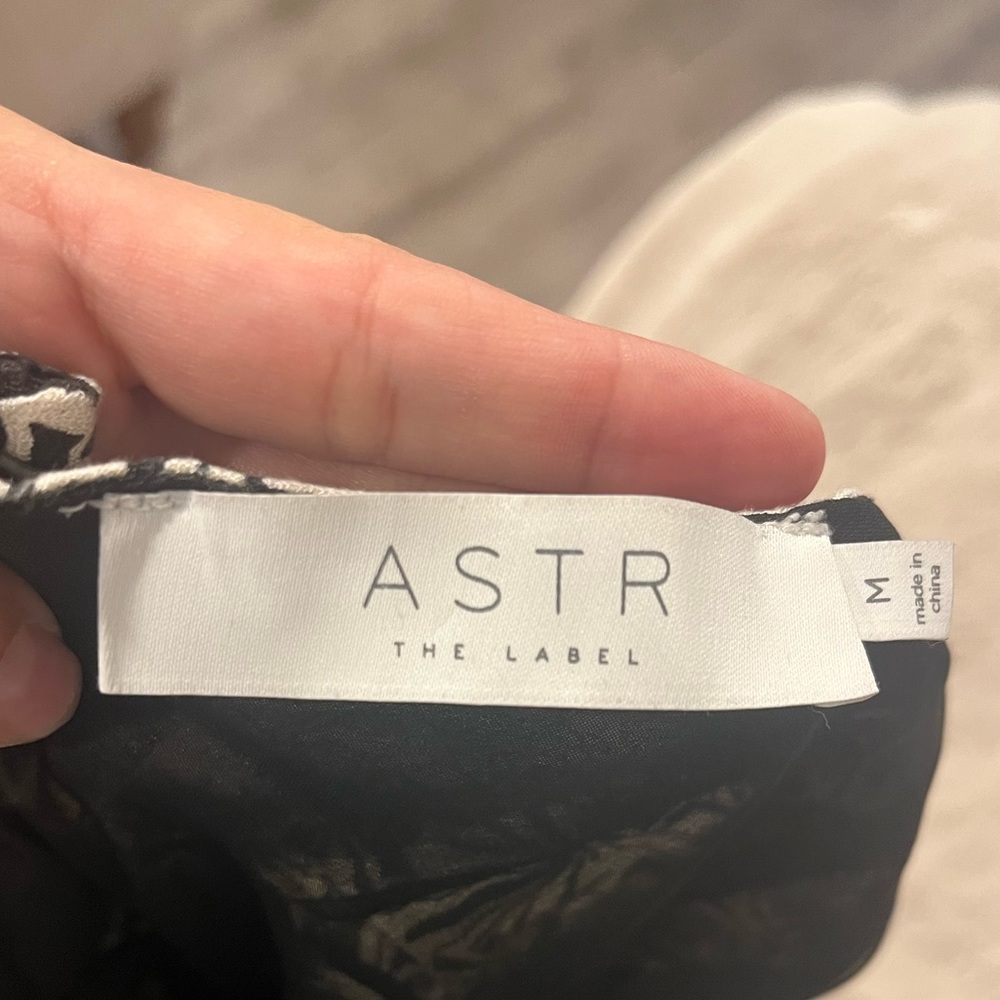 ASTR
THE LABEL
M
made in
china